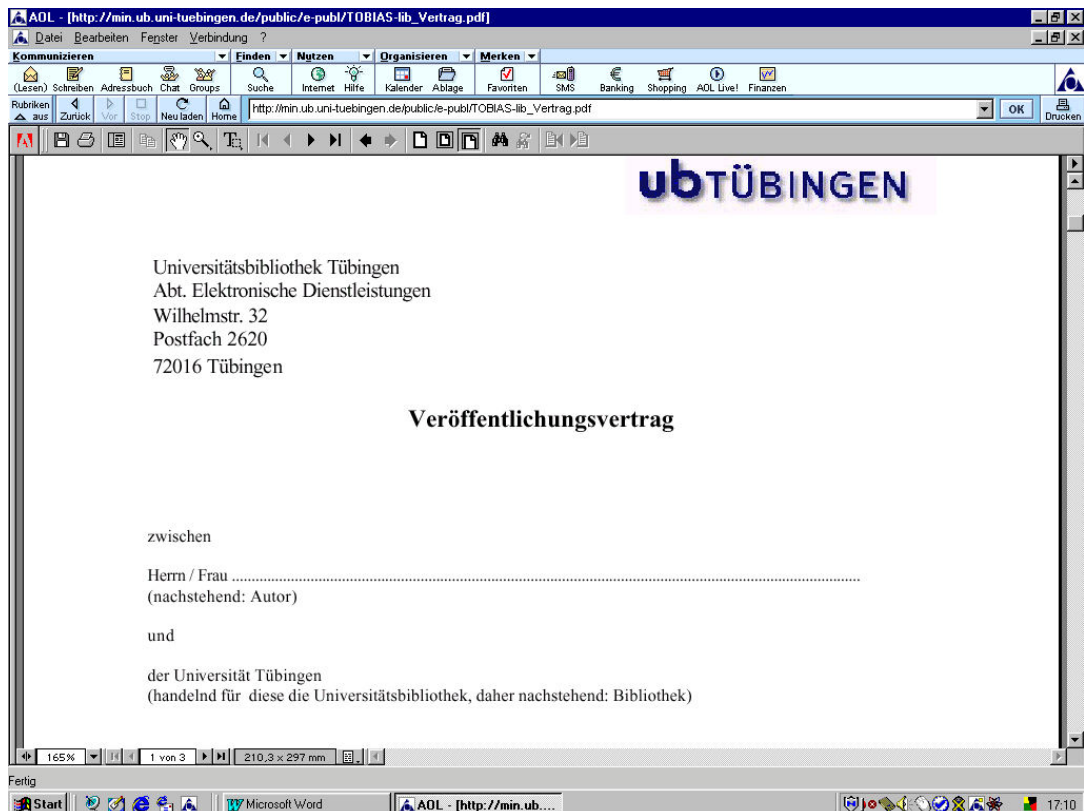 AOL - [http://min.ub.uni-tuebingen.de/public/e-publ/TOBIAS-lib_Vertrag.pdf]
Datei Bearbeiten Fenster Verbindung ?
Kommunizieren Finden Nutzen Organisieren Merken
(Lesen) Schreiben Adressbuch Chat Groups Suche Internet Hilfe Kalender Ablage Favoriten SMS Banking Shopping AOL Live! Finanzen
Rubriken aus Zurück Vor Stop Neu laden Home http://min.ub.uni-tuebingen.de/public/e-publ/TOBIAS-lib_Vertrag.pdf OK Drucken
ubTÜBINGEN
Universitätsbibliothek Tübingen
Abt. Elektronische Dienstleistungen
Wilhelmstr. 32
Postfach 2620
72016 Tübingen
Veröffentlichungsvertrag
zwischen
Herrn / Frau ................................................................................
(nachstehend: Autor)
und
der Universität Tübingen
(handelnd für diese die Universitätsbibliothek, daher nachstehend: Bibliothek)
165% 1 von 3 210,3 x 297 mm
Fertig
Start Microsoft Word AOL - [http://min.ub.... 17:10